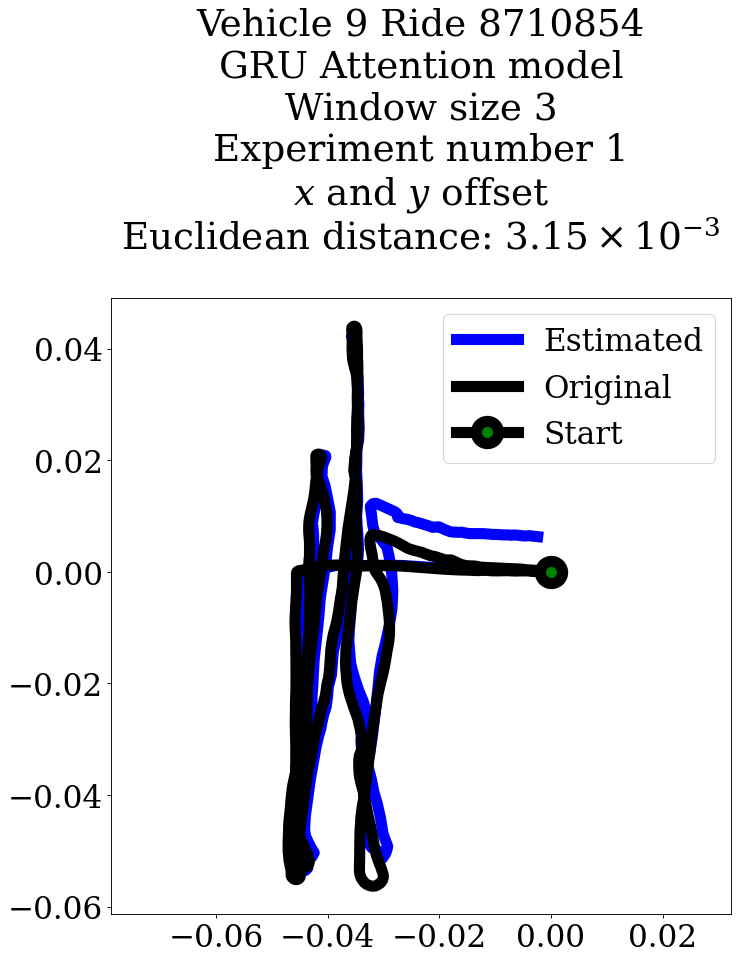 Vehicle 9 Ride 8710854
GRU Attention model
Window size 3
Experiment number 1
x and y offset
Euclidean distance: 3.15 × 10⁻³
Estimated
Original
Start
0.04
0.02
0.00
−0.02
−0.04
−0.06
−0.06 −0.04 −0.02 0.00 0.02